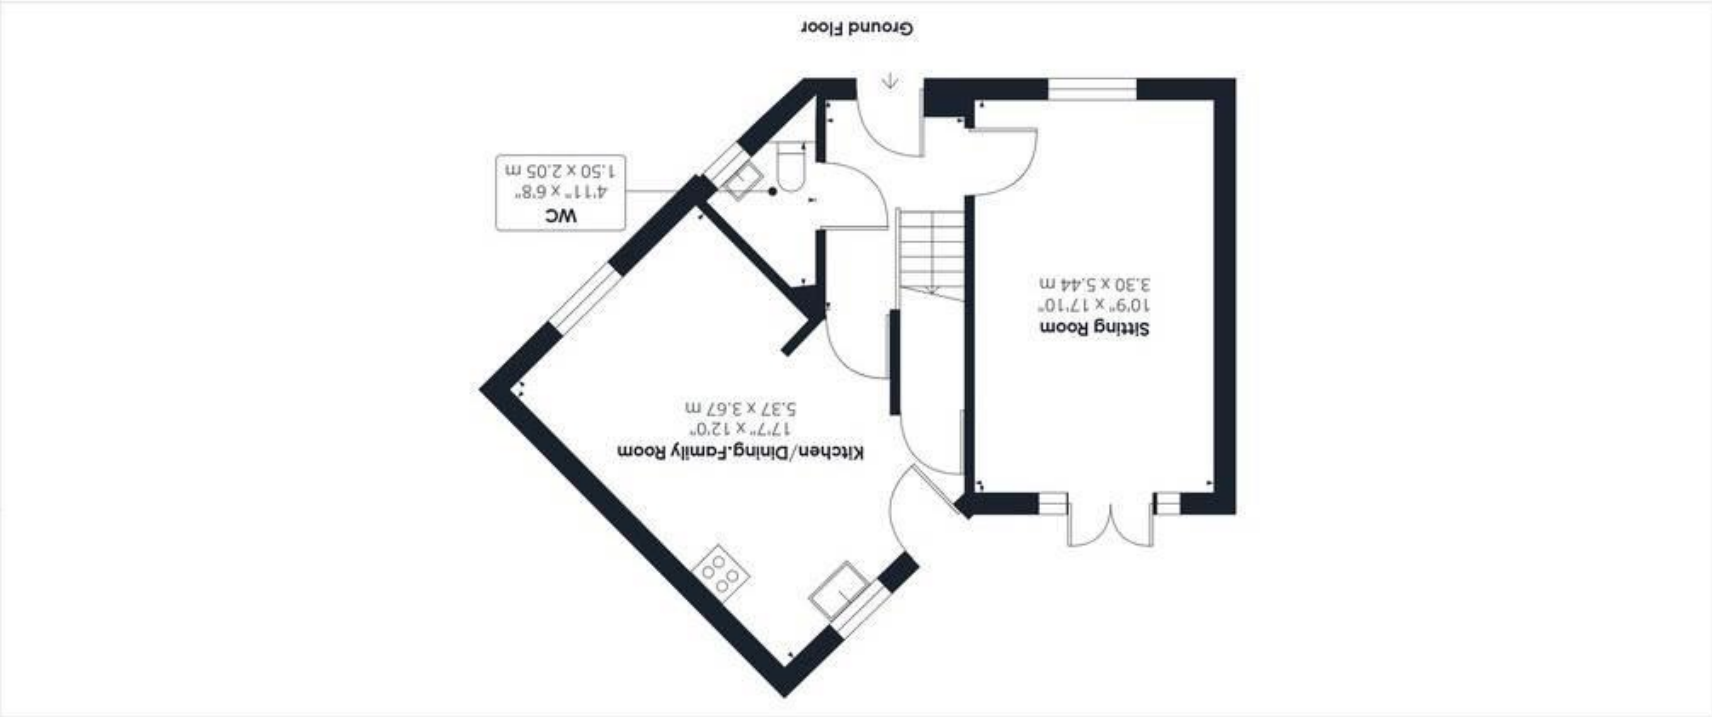 Kitchen/Dining.Family Room
17'7" x 12'0"
5.37 x 3.67 m
Sitting Room
10'9" x 17'10"
3.30 x 5.44 m
WC
4'11" x 6'8"
1.50 x 2.05 m
Ground Floor